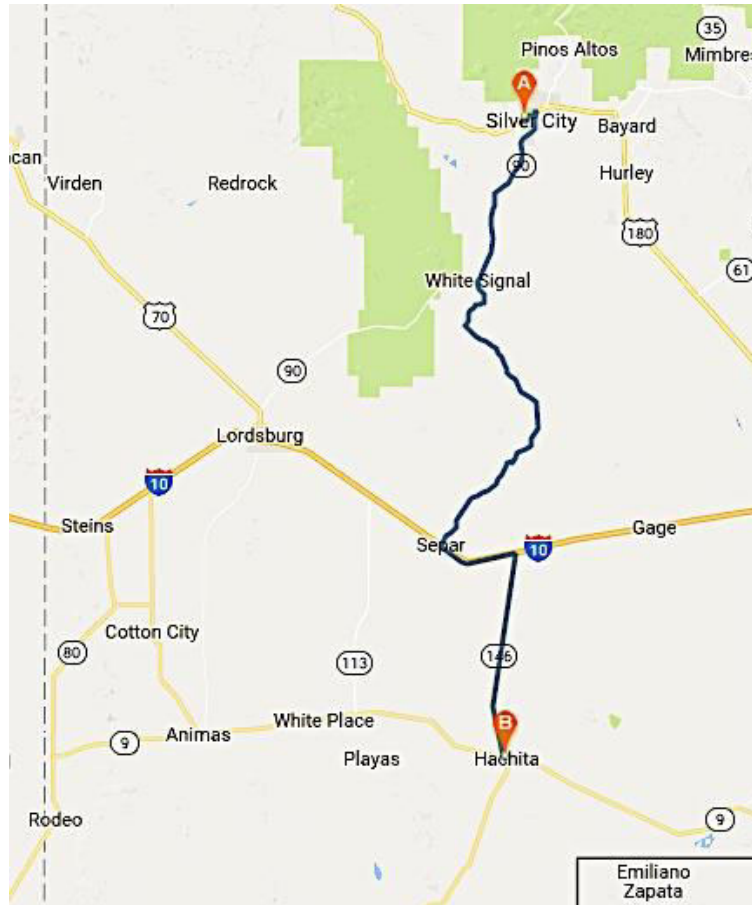 35
Pinos Altos
Mimbres
A
Silver City
Bayard
can
Virden
Redrock
90
Hurley
180
61
White Signal
70
90
Lordsburg
10
Steins
Separ
10
Gage
Cotton City
80
113
146
White Place
B
9
Animas
Playas
Hachita
Rodeo
9
Emiliano
Zapata